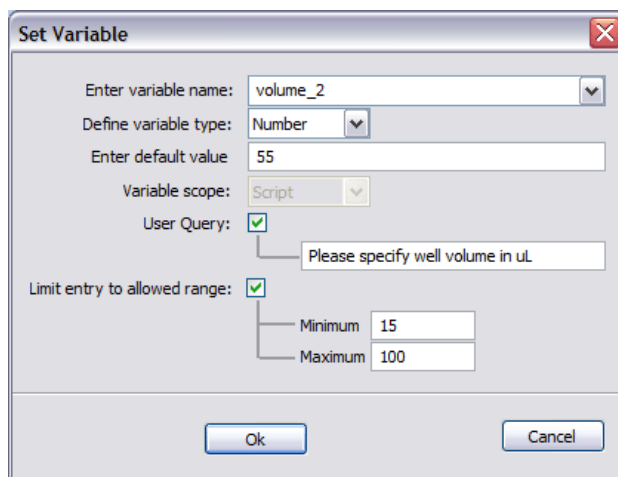 Set Variable
Enter variable name: volume_2
Define variable type: Number
Enter default value 55
Variable scope: Script
User Query:
Please specify well volume in uL
Limit entry to allowed range:
Minimum 15
Maximum 100
Ok Cancel